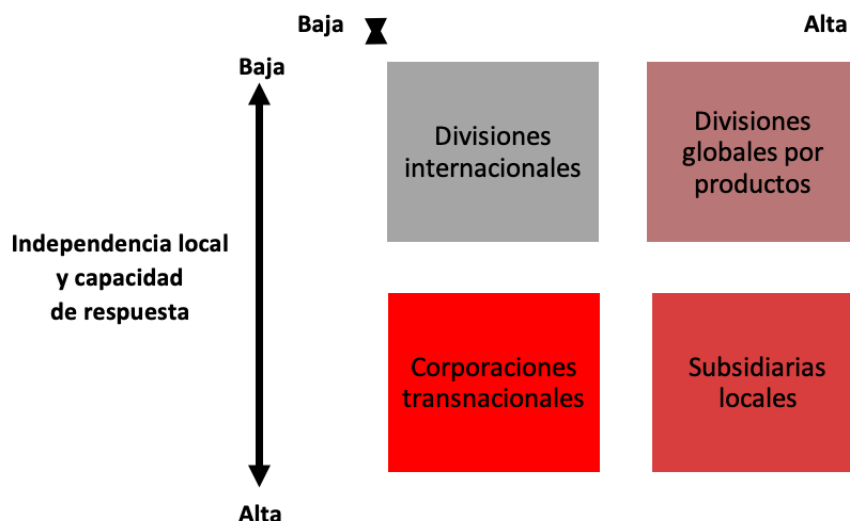 Baja
Alta
Baja
Divisiones
internacionales
Divisiones
globales por
productos
Independencia local
y capacidad
de respuesta
Corporaciones
transnacionales
Subsidiarias
locales
Alta